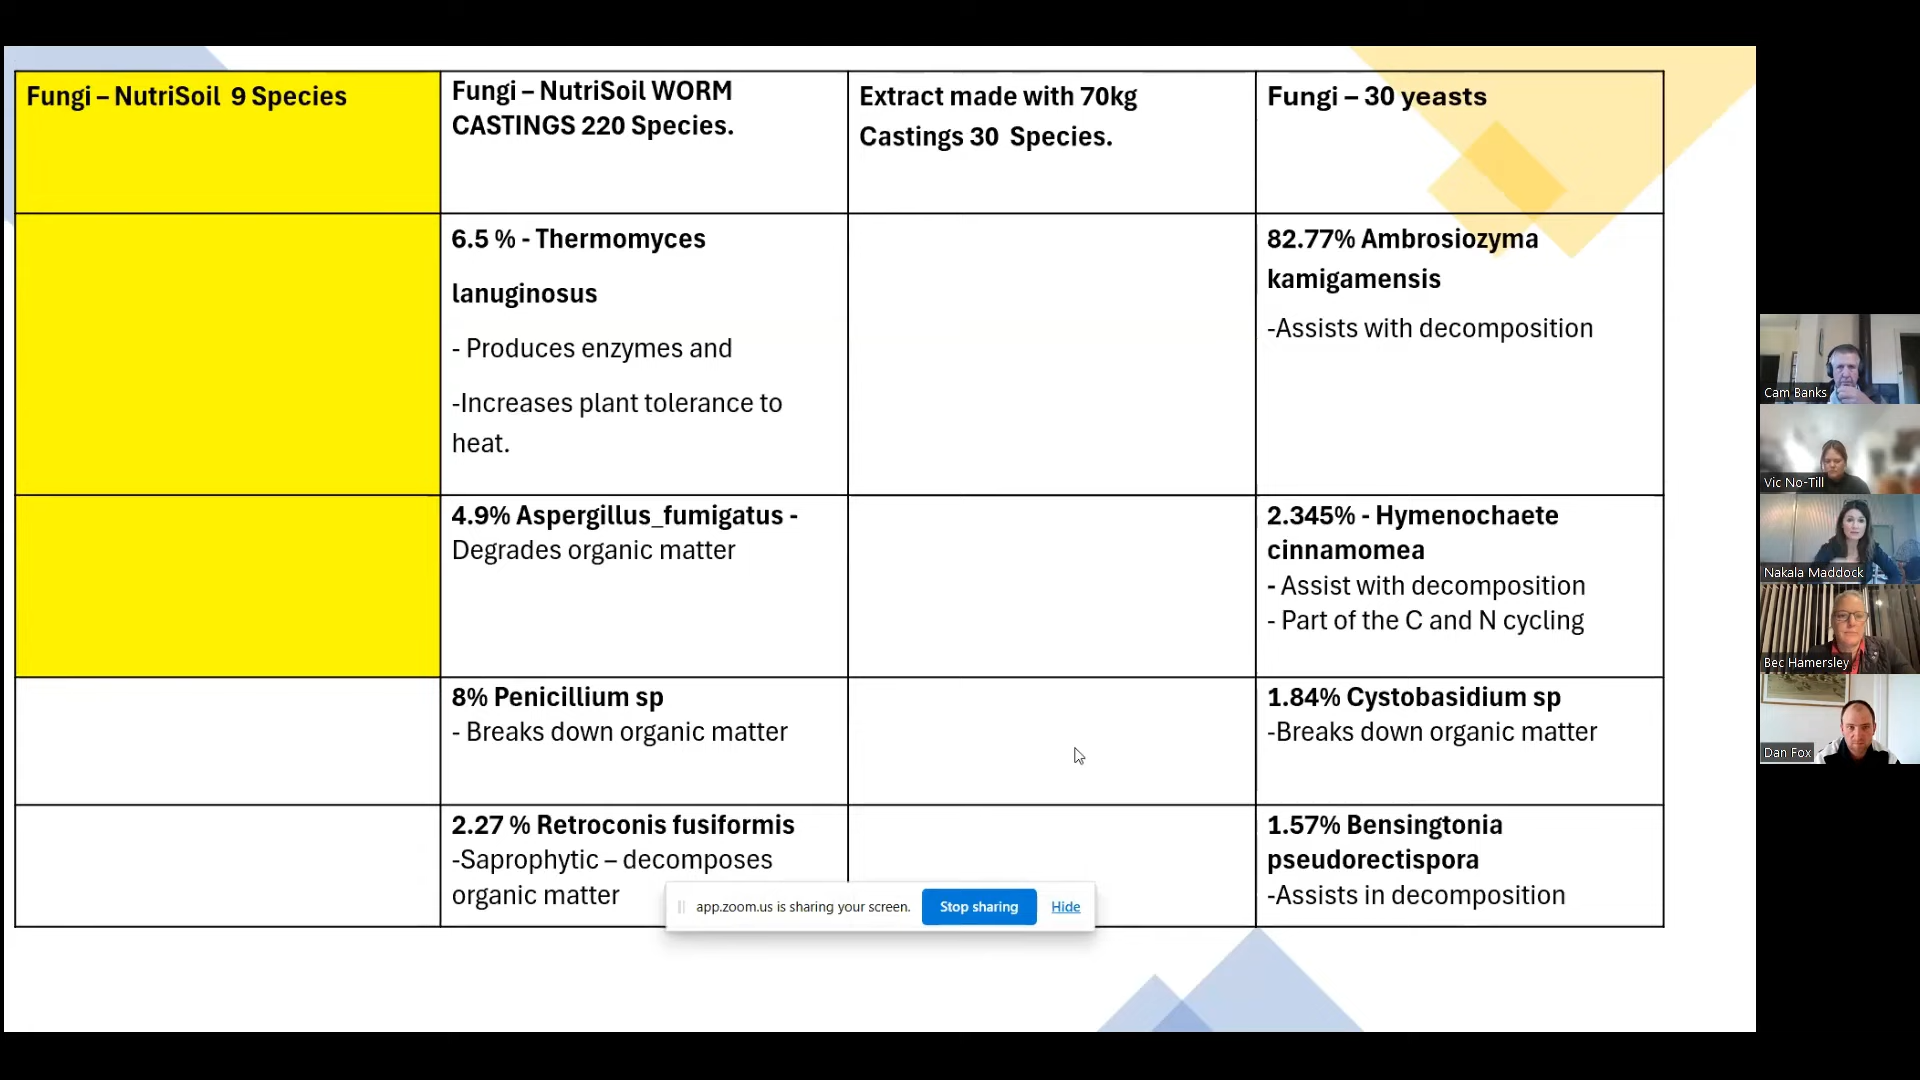 Fungi – NutriSoil 9 Species
Fungi – NutriSoil WORM
CASTINGS 220 Species.
Extract made with 70kg
Castings 30 Species.
Fungi – 30 yeasts
6.5 % - Thermomyces
lanuginosus
- Produces enzymes and
-Increases plant tolerance to
heat.
82.77% Ambrosiozyma
kamigamensis
-Assists with decomposition
4.9% Aspergillus_fumigatus -
Degrades organic matter
2.345% - Hymenochaete
cinnamomea
- Assist with decomposition
- Part of the C and N cycling
8% Penicillium sp
- Breaks down organic matter
1.84% Cystobasidium sp
-Breaks down organic matter
2.27 % Retroconis fusiformis
-Saprophytic – decomposes
organic matter
1.57% Bensingtonia
pseudorectispora
-Assists in decomposition
app.zoom.us is sharing your screen.
Stop sharing
Hide
Cam Banks
Vic No-Till
Nakala Maddock
Bec Hamersley
Dan Fox